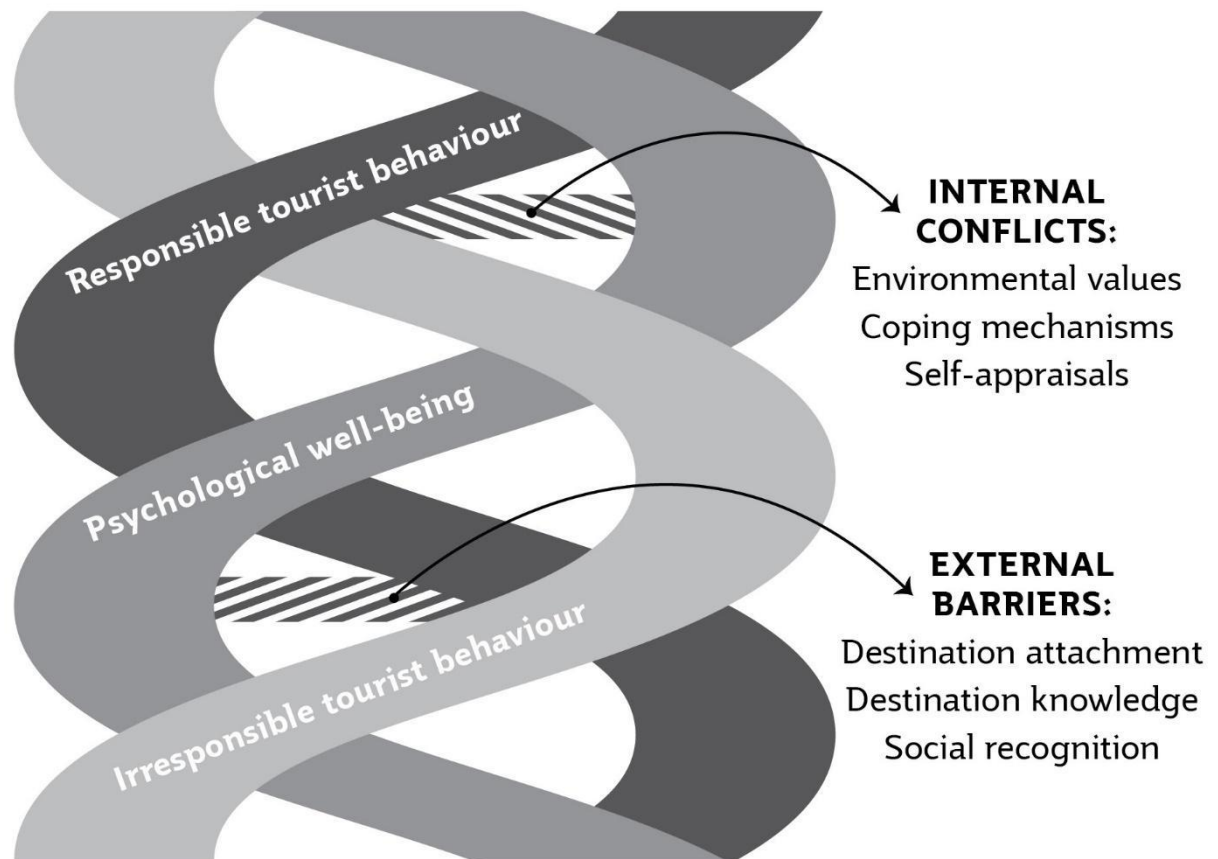 Responsible tourist behaviour
INTERNAL
CONFLICTS:
Environmental values
Coping mechanisms
Self-appraisals
Psychological well-being
EXTERNAL
BARRIERS:
Destination attachment
Destination knowledge
Social recognition
Irresponsible tourist behaviour